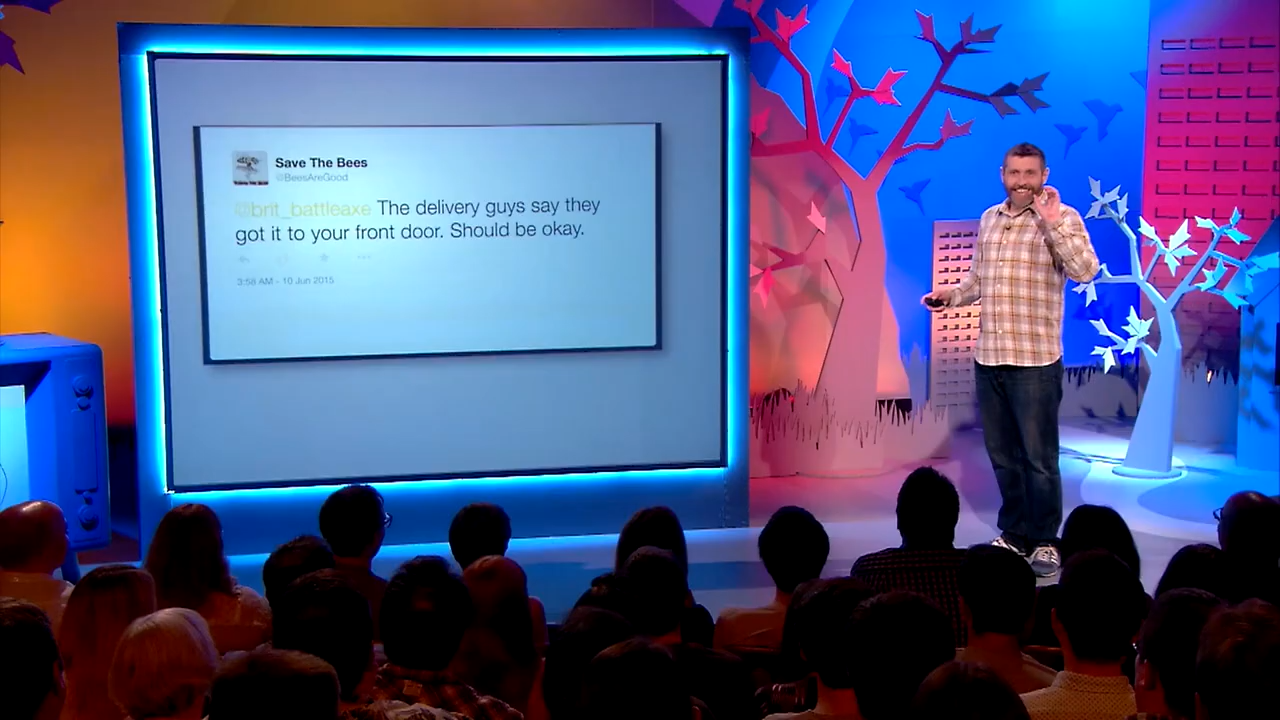 Save The Bees
@BeesAreGood
@brit_battleaxe The delivery guys say they
got it to your front door. Should be okay.
3:58 AM - 10 Jun 2015